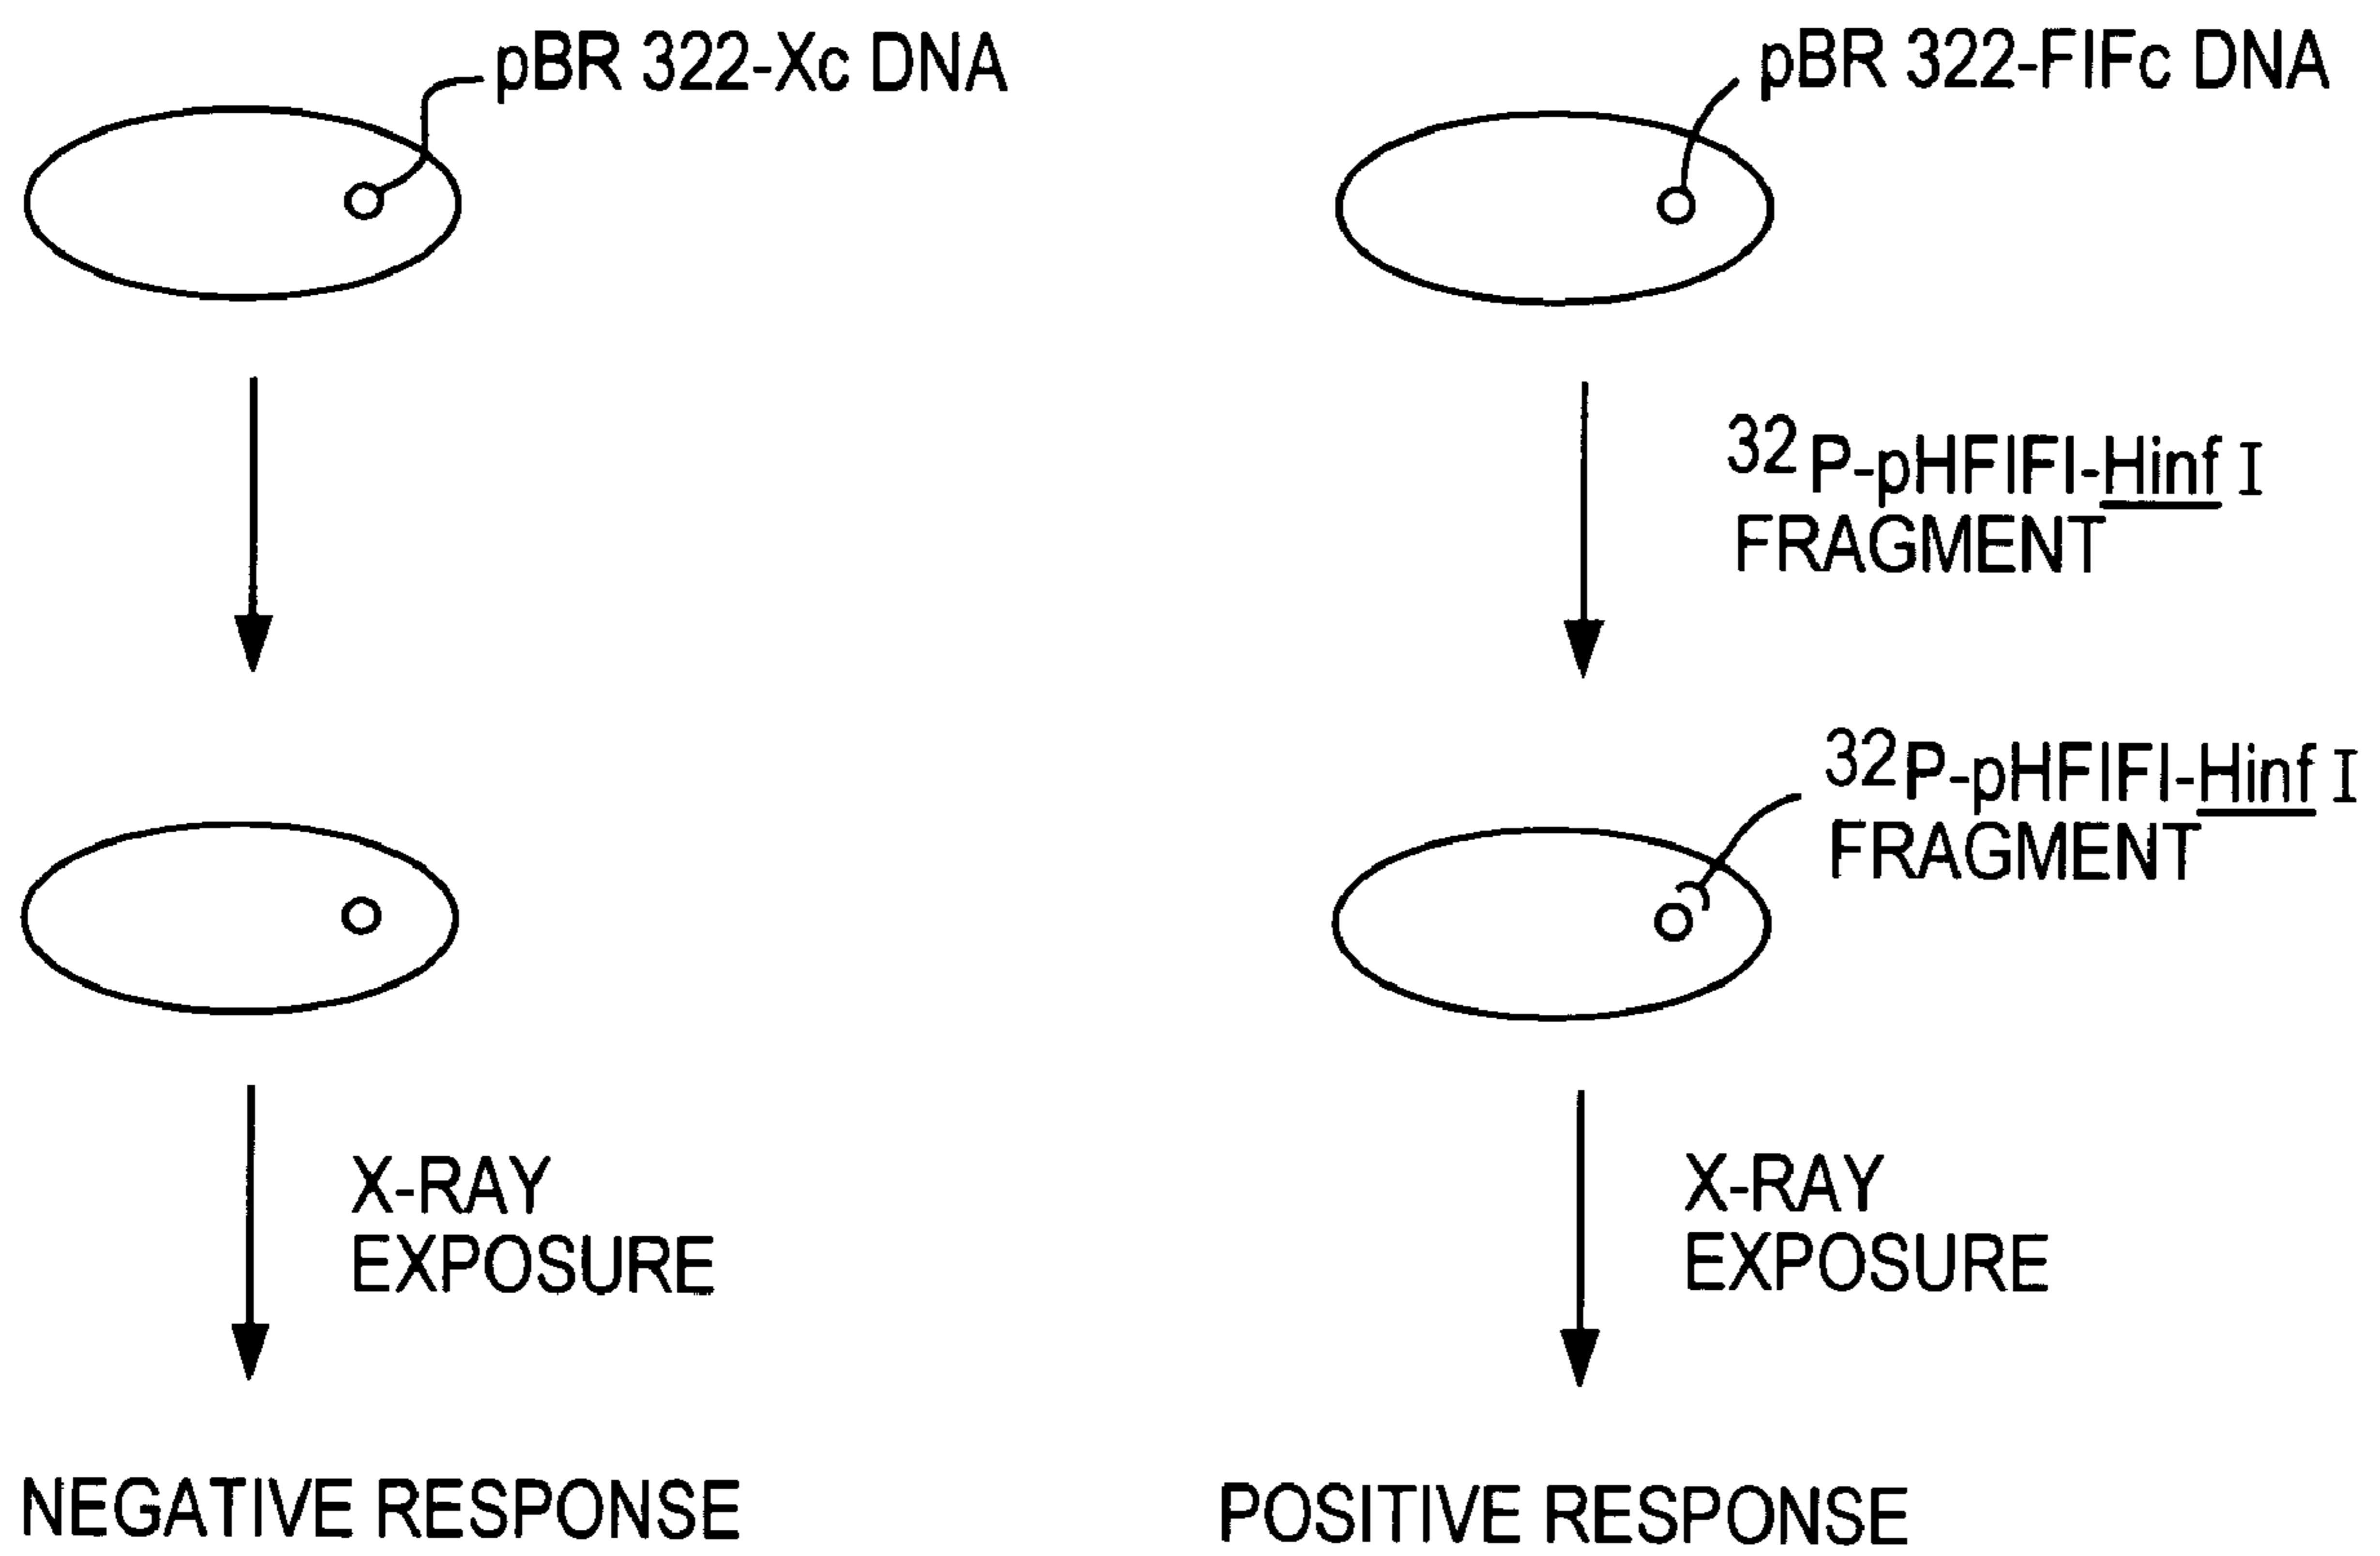 pBR 322-Xc DNA
pBR 322-FIFc DNA
32P-pHFIFI-Hinf I
FRAGMENT
32P-pHFIFI-Hinf I
FRAGMENT
X-RAY
EXPOSURE
X-RAY
EXPOSURE
NEGATIVE RESPONSE
POSITIVE RESPONSE